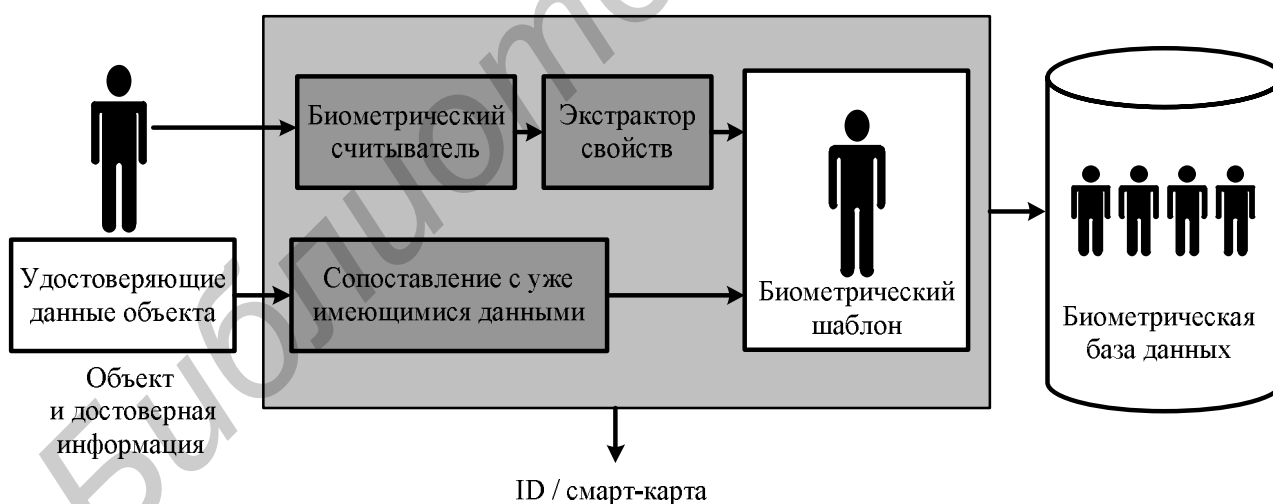 Биометрический
считыватель
Экстрактор
свойств
Удостоверяющие
данные объекта
Сопоставление с уже
имеющимися данными
Биометрический
шаблон
Биометрическая
база данных
Объект
и достоверная
информация
ID / смарт-карта